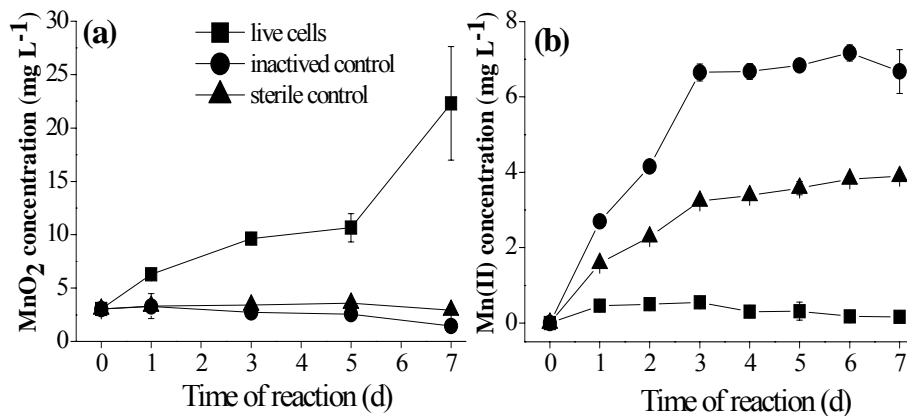 (a)
live cells
inactived control
sterile control
MnO₂ concentration (mg L⁻¹)
30
25
20
15
10
5
0
0 1 2 3 4 5 6 7
Time of reaction (d)
(b)
Mn(II) concentration (mg L⁻¹)
8
6
4
2
0
0 1 2 3 4 5 6 7
Time of reaction (d)